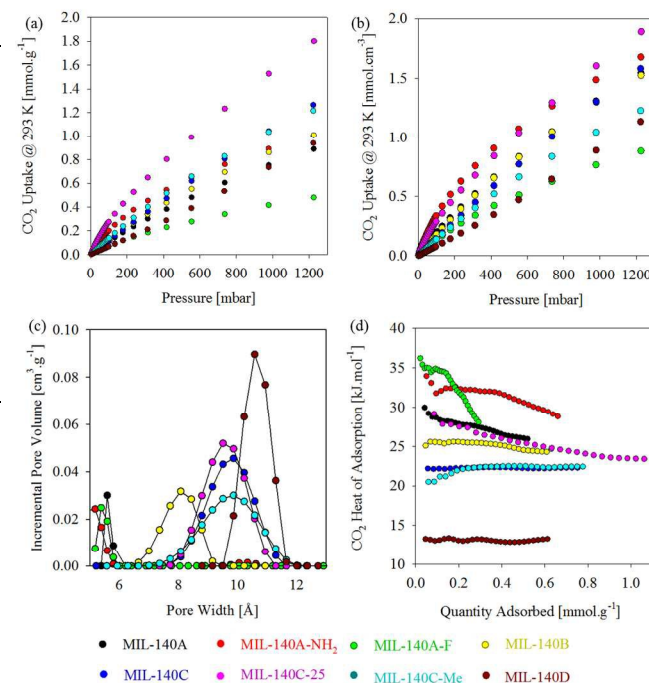 (a)
2.0
1.8
1.6
1.4
1.2
1.0
0.8
0.6
0.4
0.2
0.0
CO₂ Uptake @ 293 K [mmol.g⁻¹]
0 200 400 600 800 1000 1200
Pressure [mbar]
(b)
2.0
1.5
1.0
0.5
0.0
CO₂ Uptake @ 293 K [mmol.cm⁻³]
0 200 400 600 800 1000 1200
Pressure [mbar]
(c)
0.10
0.08
0.06
0.04
0.02
0.00
Incremental Pore Volume [cm³.g⁻¹]
6 8 10 12
Pore Width [Å]
(d)
40
35
30
25
20
15
10
CO₂ Heat of Adsorption [kJ.mol⁻¹]
0.0 0.2 0.4 0.6 0.8 1.0
Quantity Adsorbed [mmol.g⁻¹]
MIL-140A MIL-140A-NH₂ MIL-140A-F MIL-140B
MIL-140C MIL-140C-25 MIL-140C-Me MIL-140D